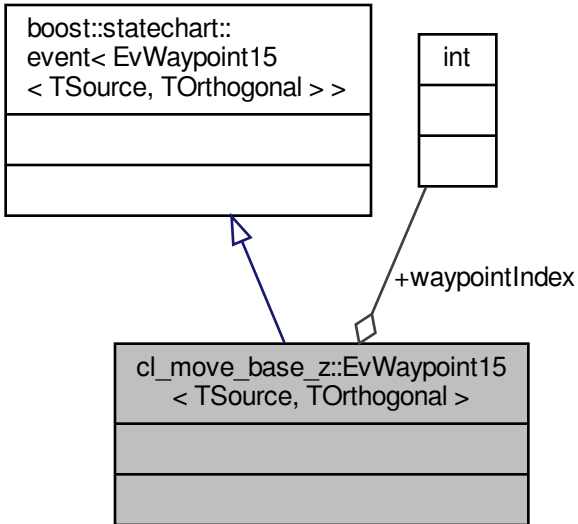 boost::statechart::
event< EvWaypoint15
< TSource, TOrthogonal > >
int
+waypointIndex
cl_move_base_z::EvWaypoint15
< TSource, TOrthogonal >